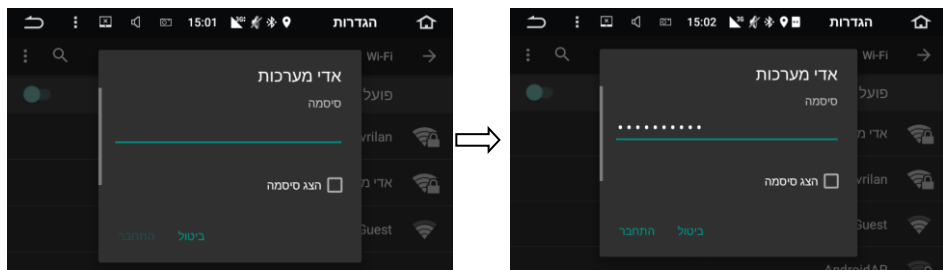 15:01 הגדרות
Wi-Fi
אדי מערכות
סיסמה
פועל
vrilan
הצג סיסמה
אדי מ
ביטול
התחבר
Guest
15:02 הגדרות
Wi-Fi
אדי מערכות
סיסמה
פועל
••••••••••
אדי מ
הצג סיסמה
vrilan
ביטול
התחבר
Guest
AndroidAP